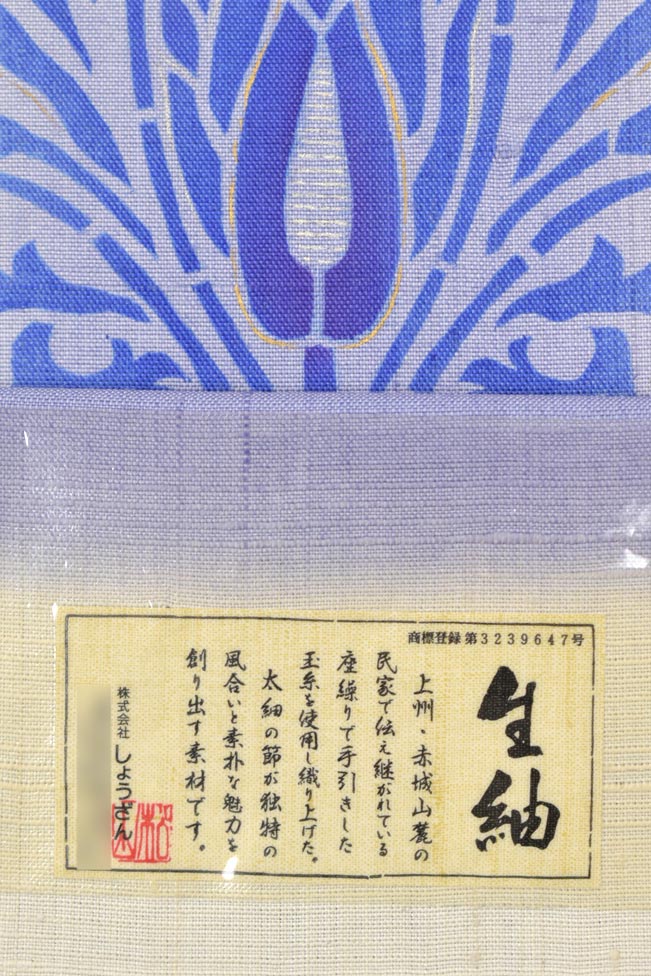 商標登録 第3239647号
生紬
上州・赤城山麓の
民家で伝え継がれている
座繰りで手引きした
玉糸を使用し織り上げた。
太細の節が独特の
風合いと素朴な魅力を
創り出す素材です。
株式会社 しょうざん